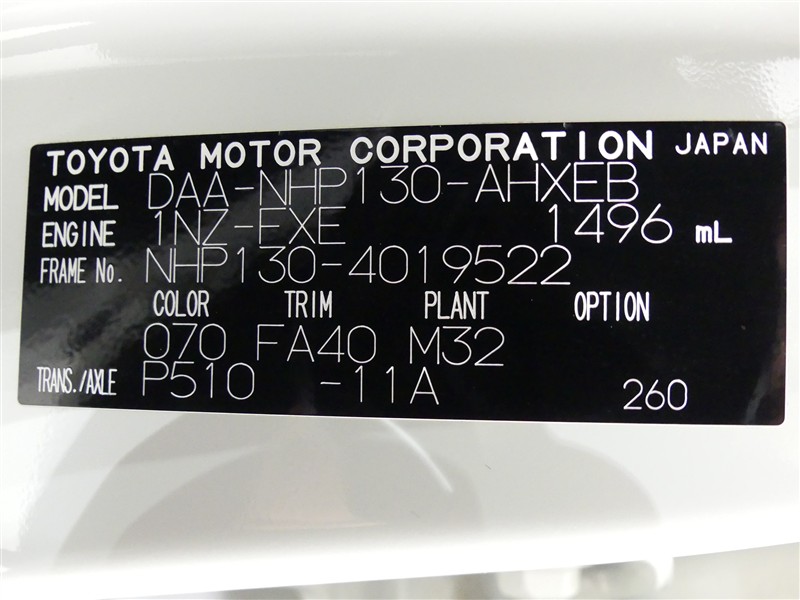 TOYOTA MOTOR CORPORATION JAPAN
MODEL DAA-NHP130-AHXEB
ENGINE 1NZ-FXE 1496 mL
FRAME No. NHP130-4019522
COLOR TRIM PLANT OPTION
070 FA40 M32
TRANS./AXLE P510 -11A 260